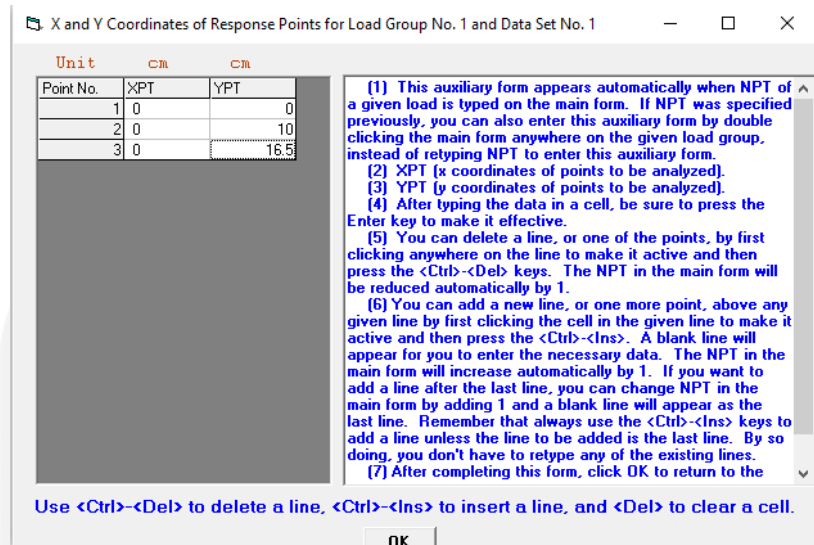 X and Y Coordinates of Response Points for Load Group No. 1 and Data Set No. 1
Unit cm cm
Point No. XPT YPT
1 0 0
2 0 10
3 0 16.5
(1) This auxiliary form appears automatically when NPT of
a given load is typed on the main form. If NPT was specified
previously, you can also enter this auxiliary form by double
clicking the main form anywhere on the given load group,
instead of retyping NPT to enter this auxiliary form.
(2) XPT (x coordinates of points to be analyzed).
(3) YPT (y coordinates of points to be analyzed).
(4) After typing the data in a cell, be sure to press the
Enter key to make it effective.
(5) You can delete a line, or one of the points, by first
clicking anywhere on the line to make it active and then
press the <Ctrl>-<Del> keys. The NPT in the main form will
be reduced automatically by 1.
(6) You can add a new line, or one more point, above any
given line by first clicking the cell in the given line to make it
active and then press the <Ctrl>-<Ins>. A blank line will
appear for you to enter the necessary data. The NPT in the
main form will increase automatically by 1. If you want to
add a line after the last line, you can change NPT in the
main form by adding 1 and a blank line will appear as the
last line. Remember that always use the <Ctrl>-<Ins> keys to
add a line unless the line to be added is the last line. By so
doing, you don't have to retype any of the existing lines.
(7) After completing this form, click OK to return to the
Use <Ctrl>-<Del> to delete a line, <Ctrl>-<Ins> to insert a line, and <Del> to clear a cell.
OK